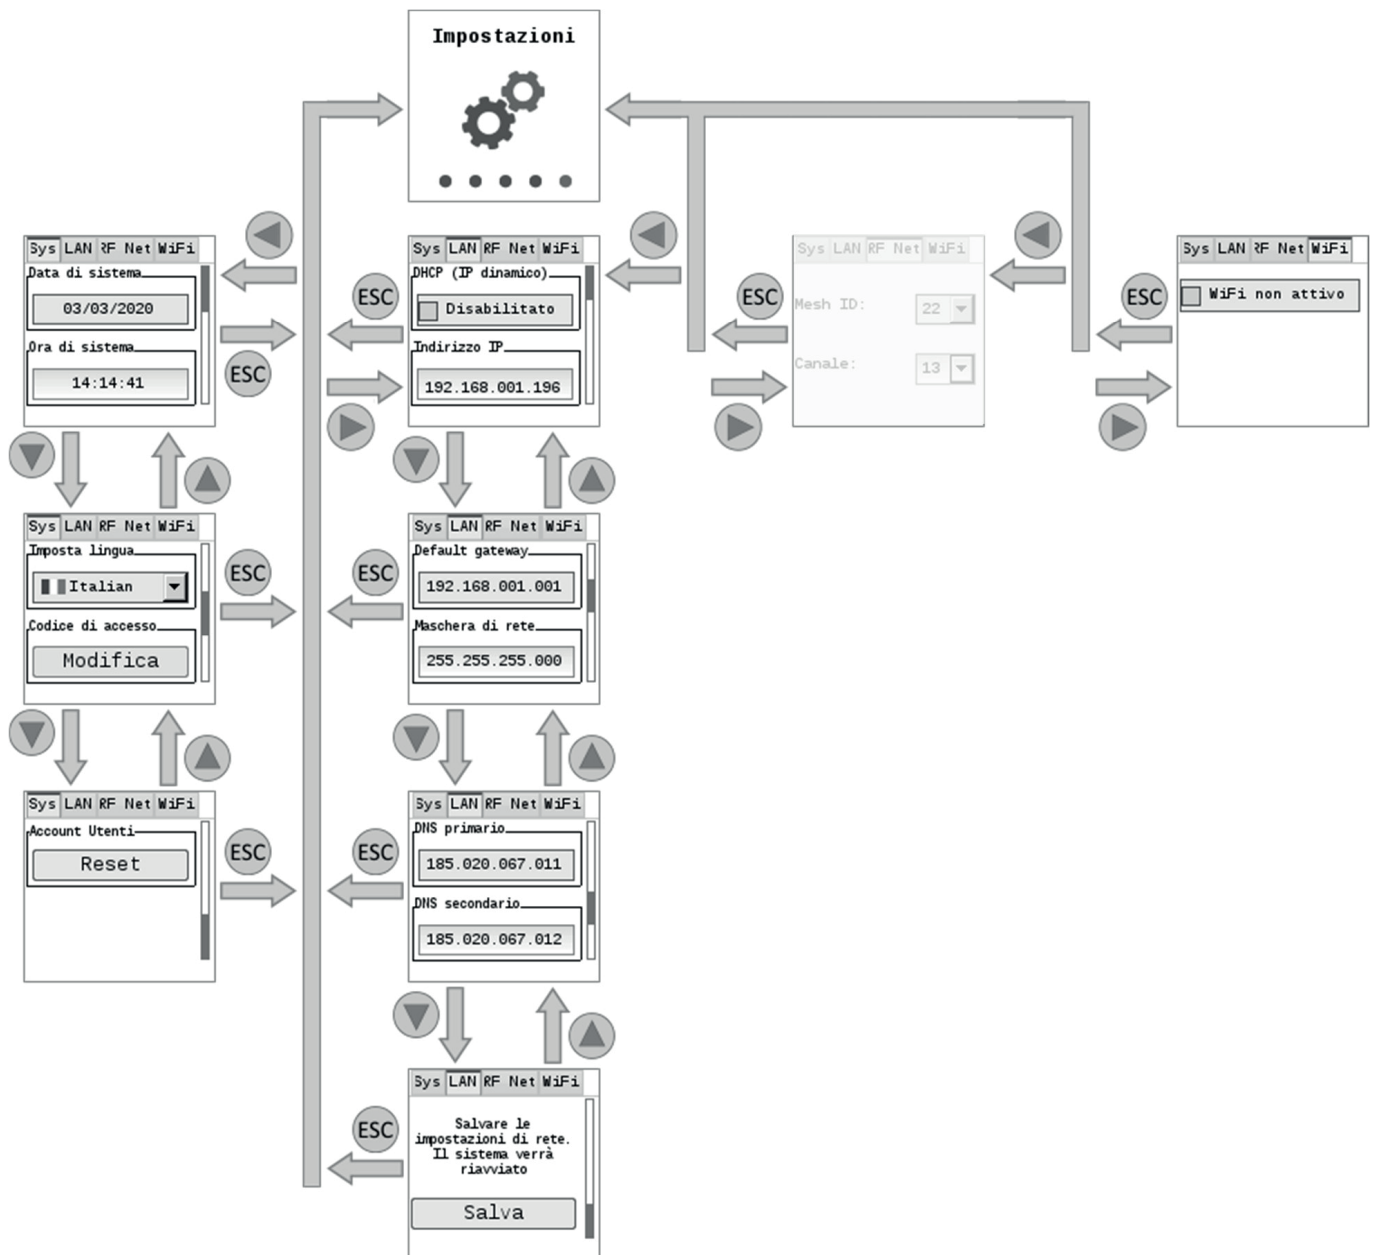 Impostazioni
Sys LAN RF Net WiFi
Data di sistema
03/03/2020
Ora di sistema
14:14:41
ESC
Sys LAN RF Net WiFi
DHCP (IP dinamico)
Disabilitato
Indirizzo IP
192.168.001.196
ESC
Sys LAN RF Net WiFi
Mesh ID:
22
Canale:
13
ESC
Sys LAN RF Net WiFi
WiFi non attivo
ESC
Sys LAN RF Net WiFi
Imposta lingua
Italian
Codice di accesso
Modifica
ESC
Sys LAN RF Net WiFi
Default gateway
192.168.001.001
Maschera di rete
255.255.255.000
ESC
Sys LAN RF Net WiFi
Account Utenti
Reset
ESC
Sys LAN RF Net WiFi
DNS primario
185.020.067.011
DNS secondario
185.020.067.012
ESC
Sys LAN RF Net WiFi
Salvare le
impostazioni di rete.
Il sistema verrà
riavviato
Salva
ESC